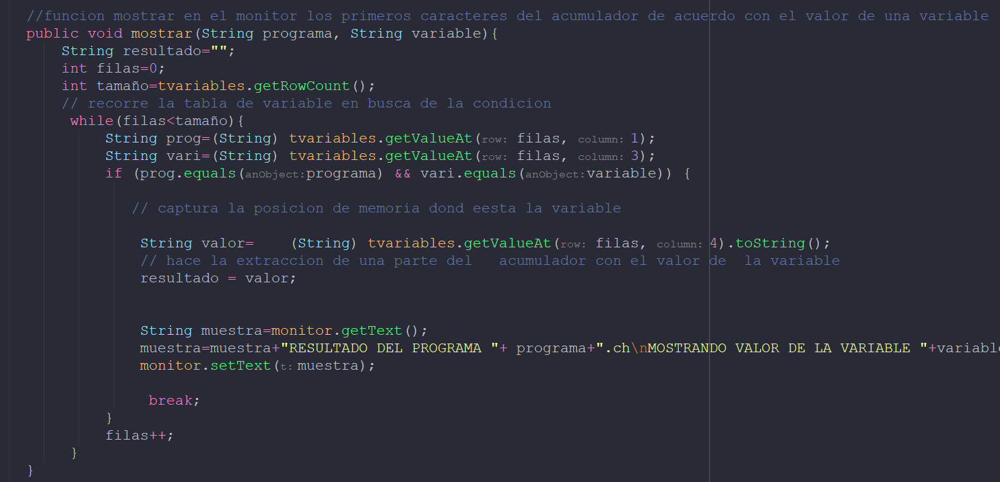 //funcion mostrar en el monitor los primeros caracteres del acumulador de acuerdo con el valor de una variable
public void mostrar(String programa, String variable){
String resultado="";
int filas=0;
int tamaño=tvariables.getRowCount();
// recorre la tabla de variable en busca de la condicion
while(filas<tamaño){
String prog=(String) tvariables.getValueAt(row: filas, column: 1);
String vari=(String) tvariables.getValueAt(row: filas, column: 3);
if (prog.equals(anObject:programa) && vari.equals(anObject:variable)) {
// captura la posicion de memoria dond eesta la variable
String valor=    (String) tvariables.getValueAt(row: filas, column: 4).toString();
// hace la extraccion de una parte del   acumulador con el valor de  la variable
resultado = valor;
String muestra=monitor.getText();
muestra=muestra+"RESULTADO DEL PROGRAMA "+ programa+".ch\nMOSTRANDO VALOR DE LA VARIABLE "+variabl
monitor.setText(t: muestra);
break;
}
filas++;
}
}